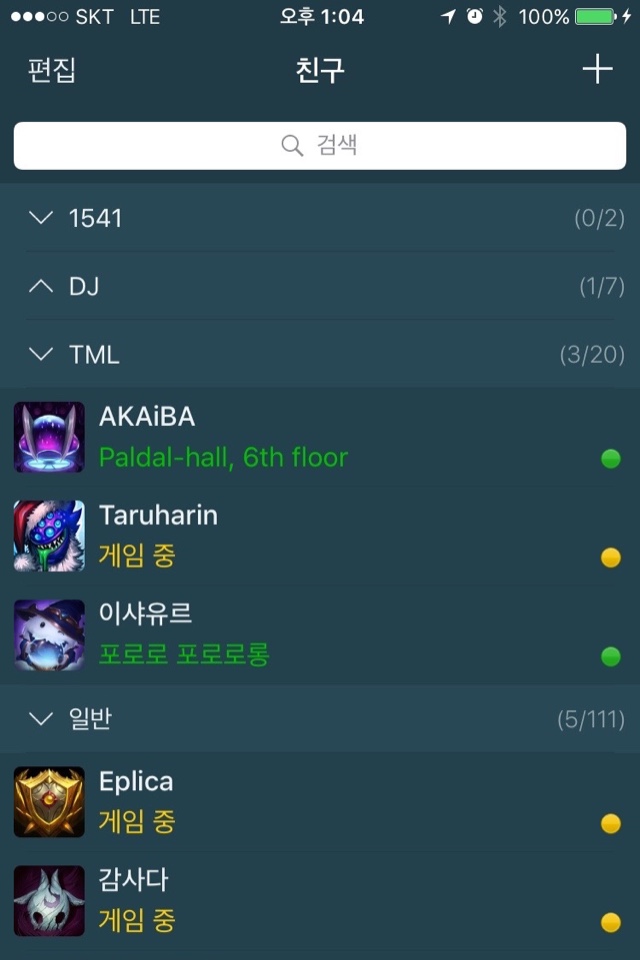 SKT LTE 오후 1:04 100%
편집 친구
검색
1541 (0/2)
DJ (1/7)
TML (3/20)
AKAiBA
Paldal-hall, 6th floor
Taruharin
게임 중
이샤유르
포로로 포로로롱
일반 (5/111)
Eplica
게임 중
감사다
게임 중